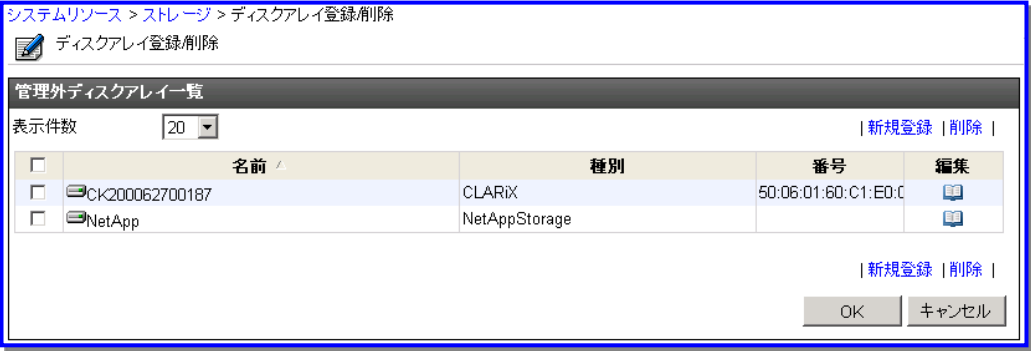 システムリソース > ストレージ > ディスクアレイ登録/削除
ディスクアレイ登録/削除
管理外ディスクアレイ一覧
表示件数 20 | 新規登録 | 削除 |
名前 種別 番号 編集
CK200062700187 CLARiX 50:06:01:60:C1:E0:0
NetApp NetAppStorage
| 新規登録 | 削除 |
OK キャンセル